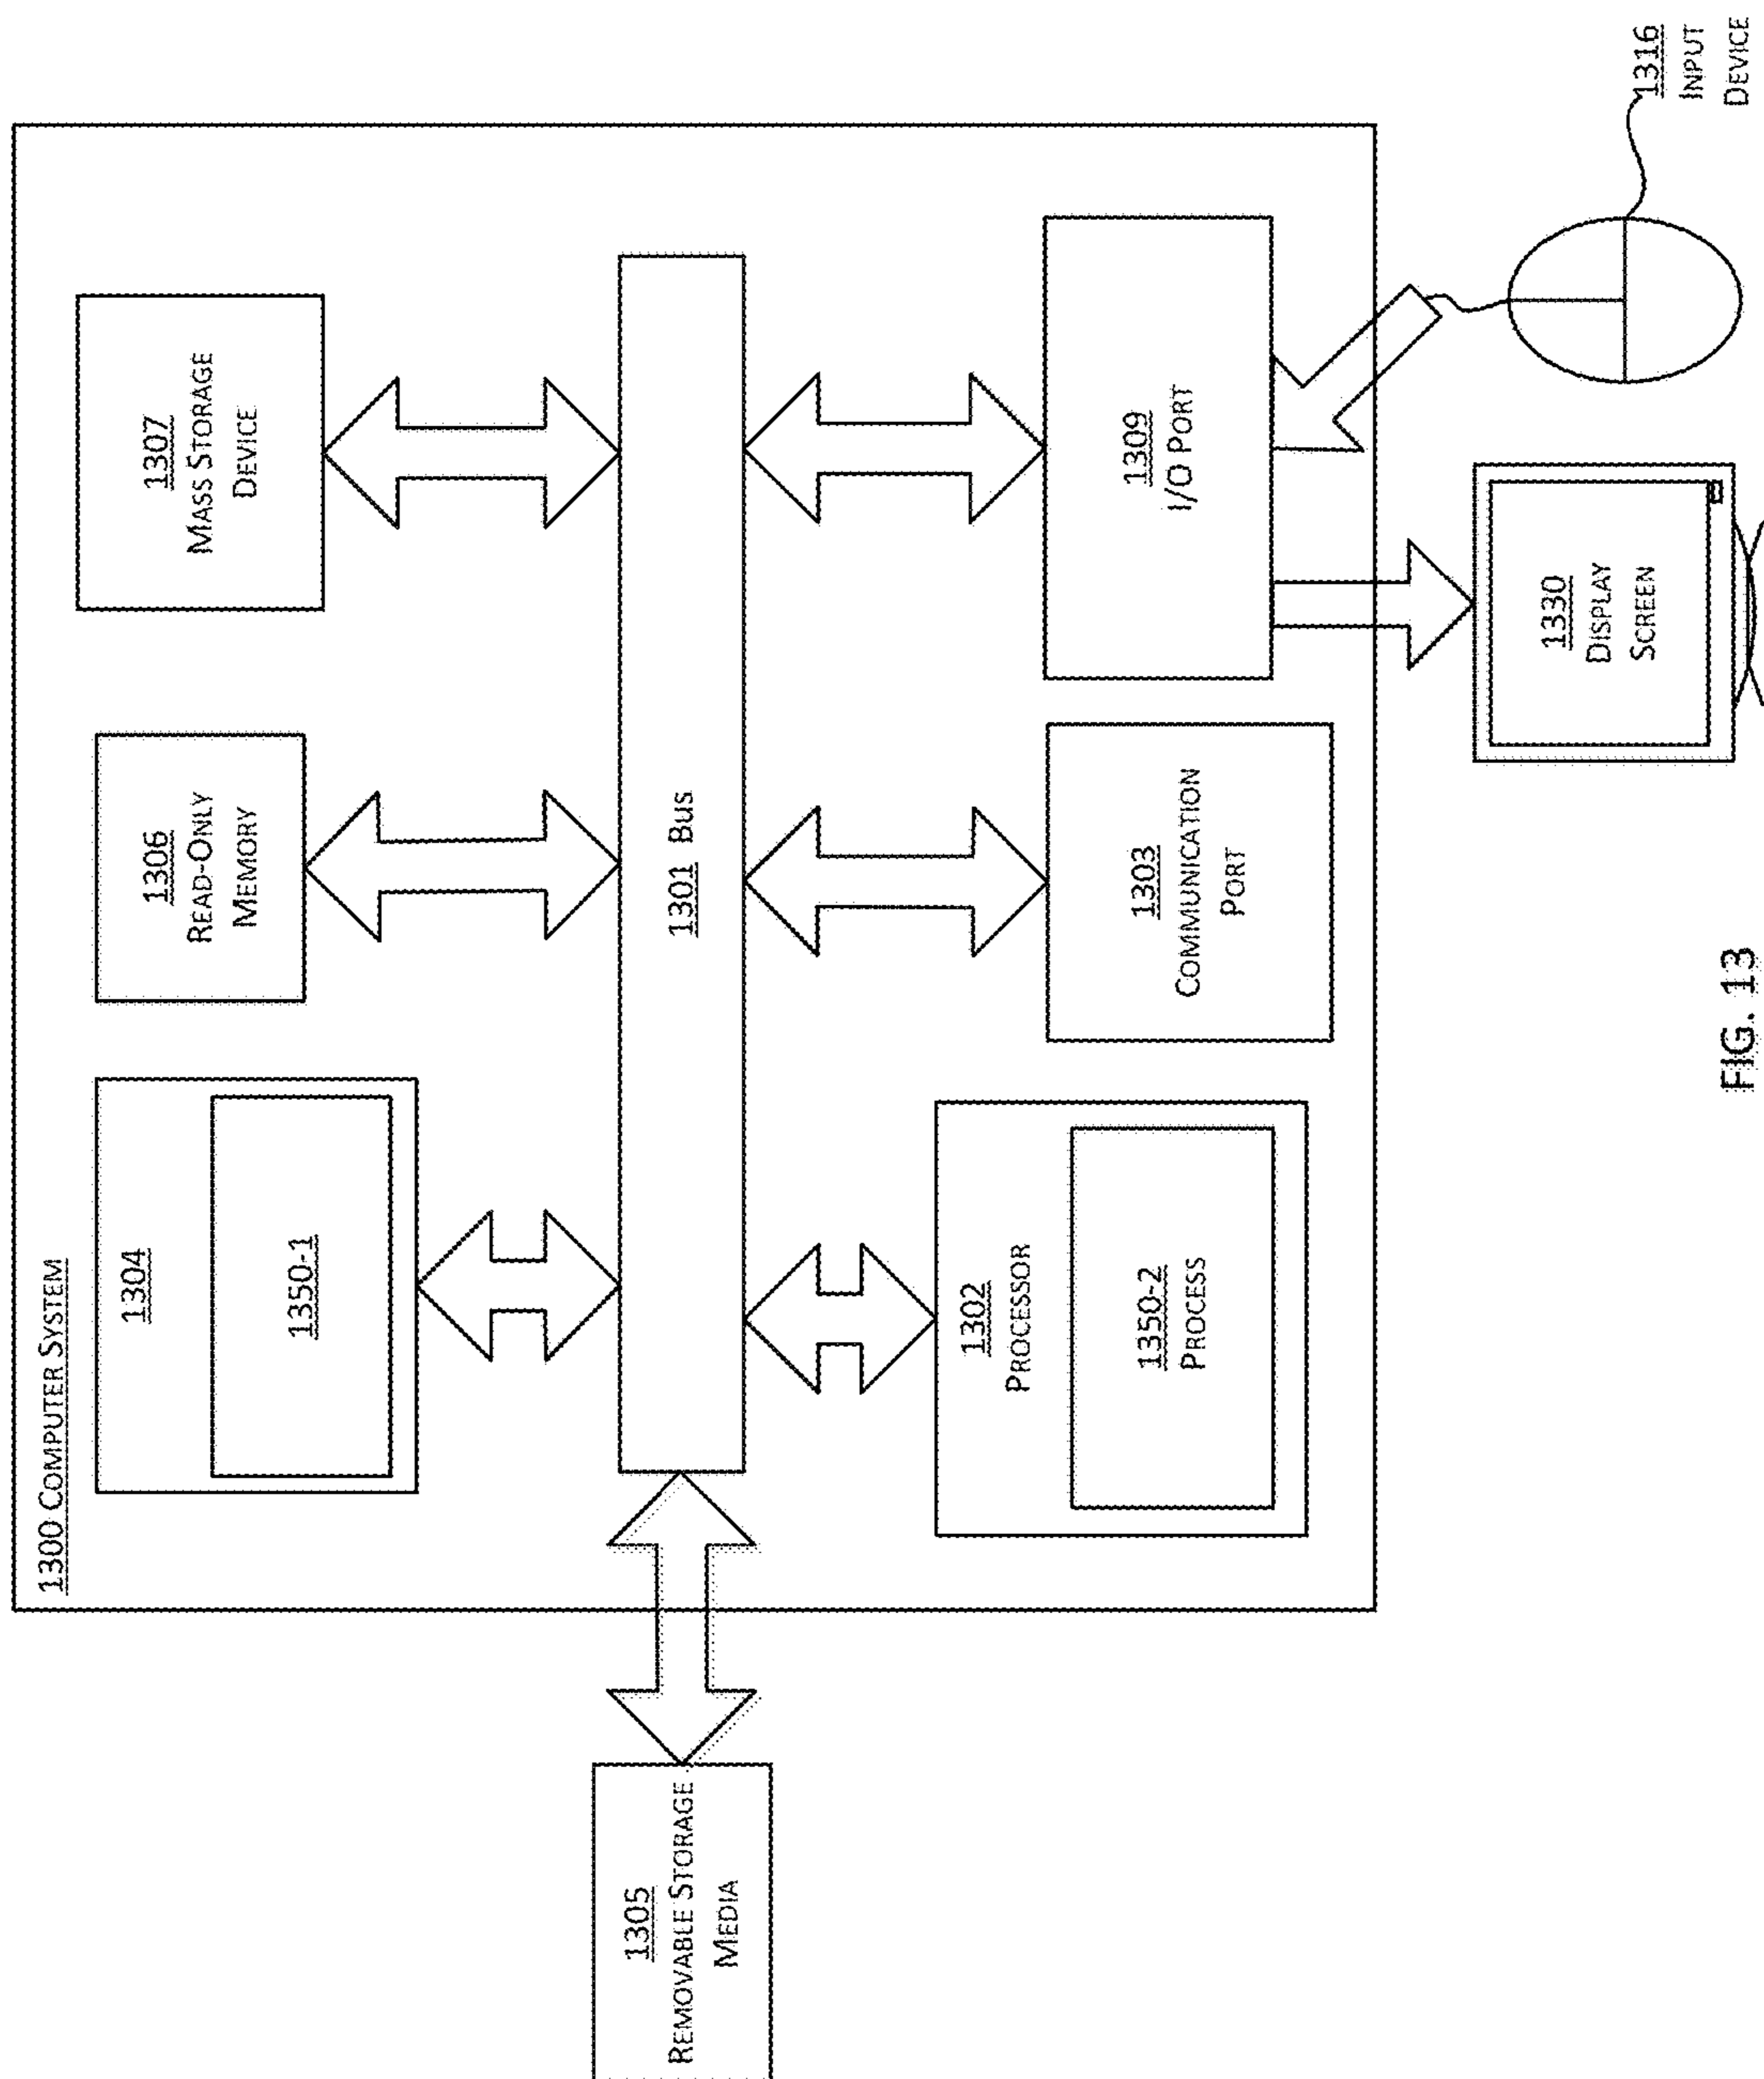 1300 COMPUTER SYSTEM
1304
1350-1
1306
READ-ONLY
MEMORY
1307
MASS STORAGE
DEVICE
1305
REMOVABLE STORAGE
MEDIA
1301 BUS
1302
PROCESSOR
1350-2
PROCESS
1303
COMMUNICATION
PORT
1309
I/O PORT
1330
DISPLAY
SCREEN
1316
INPUT
DEVICE
FIG. 13